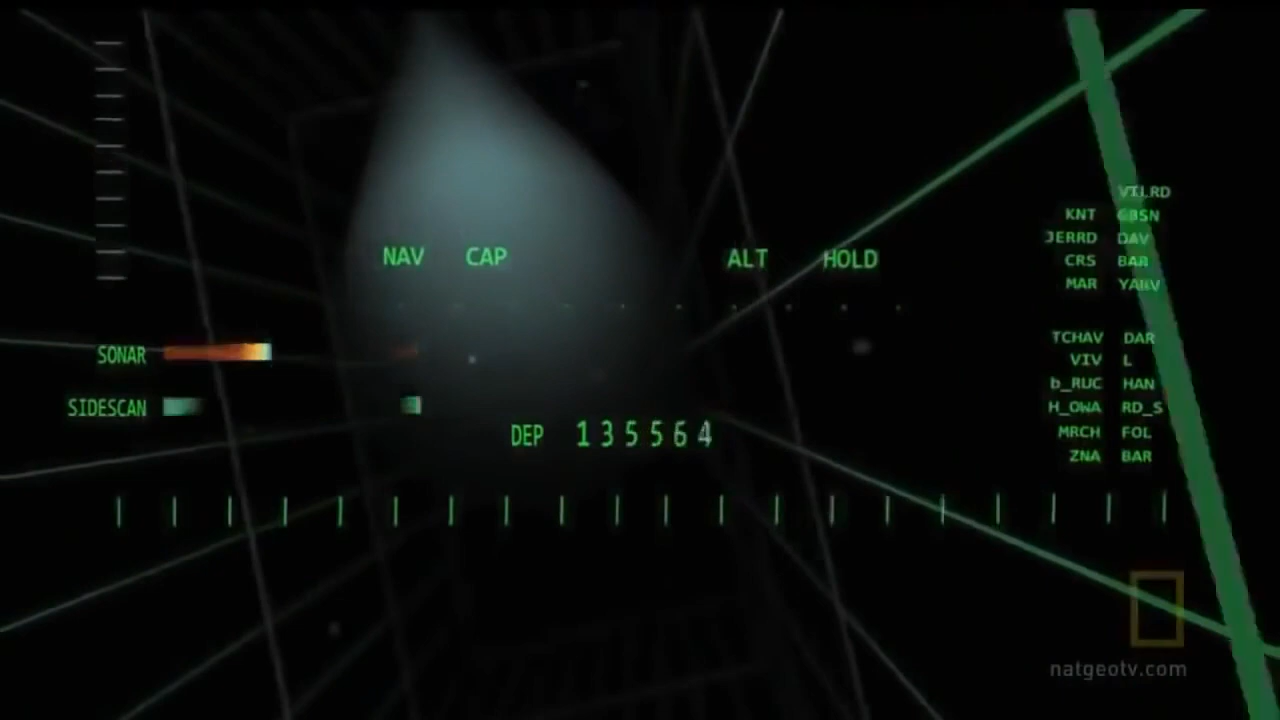 VILRD
KNT GBSN
JERRD DAV
NAV CAP ALT HOLD
CRS BAR
MAR YARV
TCHAV DAR
SONAR
VIV L
b_RUC HAN
SIDESCAN
H_OWA RD_S
DEP 135564
MRCH FOL
ZNA BAR
natgeotv.com